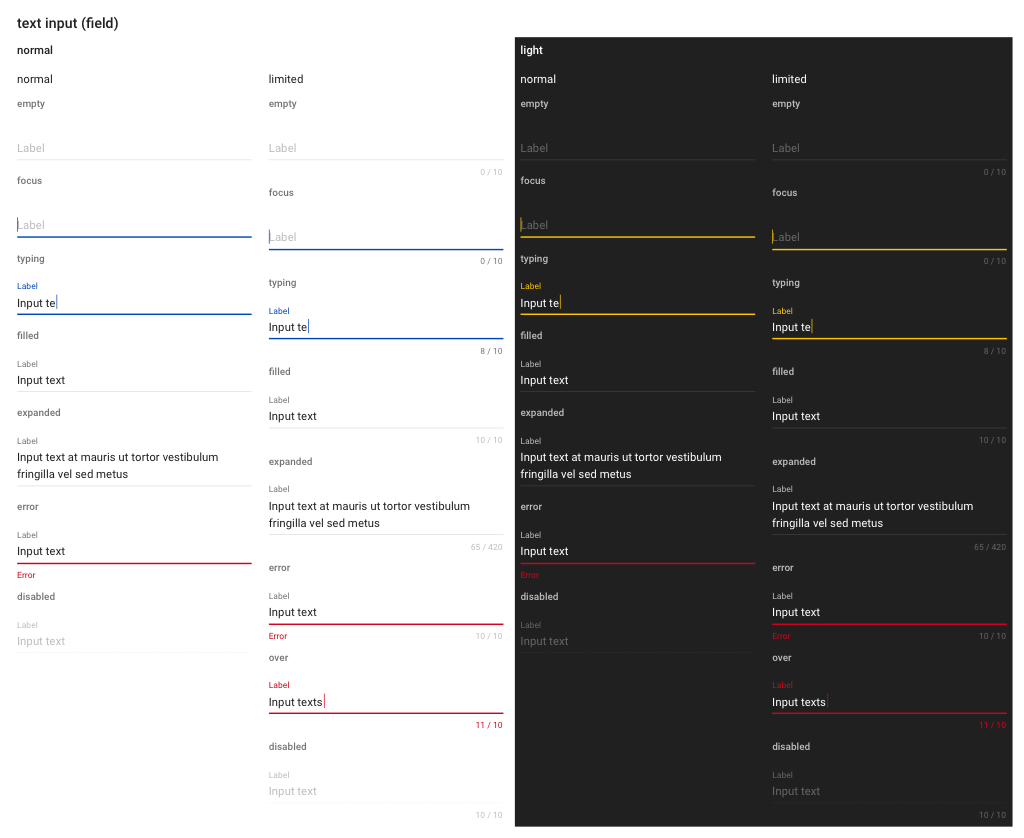 text input (field)
normal
normal
empty
Label
focus
Label
typing
Label
Input te
filled
Label
Input text
expanded
Label
Input text at mauris ut tortor vestibulum
fringilla vel sed metus
error
Label
Input text
Error
disabled
Label
Input text
limited
empty
Label
0 / 10
focus
Label
0 / 10
typing
Label
Input te
8 / 10
filled
Label
Input text
10 / 10
expanded
Label
Input text at mauris ut tortor vestibulum
fringilla vel sed metus
65 / 420
error
Label
Input text
Error 10 / 10
over
Label
Input texts
11 / 10
disabled
Label
Input text
10 / 10
light
normal
empty
Label
focus
Label
typing
Label
Input te
filled
Label
Input text
expanded
Label
Input text at mauris ut tortor vestibulum
fringilla vel sed metus
error
Label
Input text
Error
disabled
Label
Input text
limited
empty
Label
0 / 10
focus
Label
0 / 10
typing
Label
Input te
8 / 10
filled
Label
Input text
10 / 10
expanded
Label
Input text at mauris ut tortor vestibulum
fringilla vel sed metus
65 / 420
error
Label
Input text
Error 10 / 10
over
Label
Input texts
11 / 10
disabled
Label
Input text
10 / 10